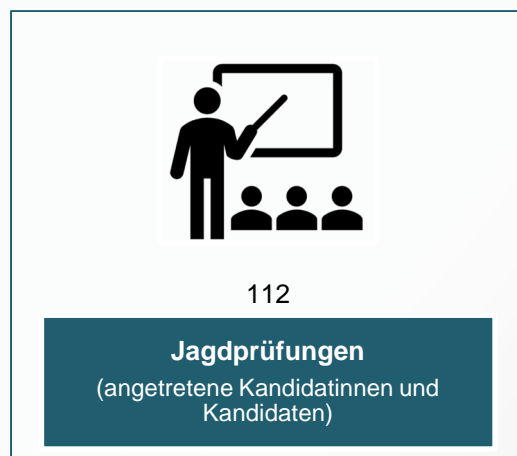 112
Jagdprüfungen
(angetretene Kandidatinnen und
Kandidaten)